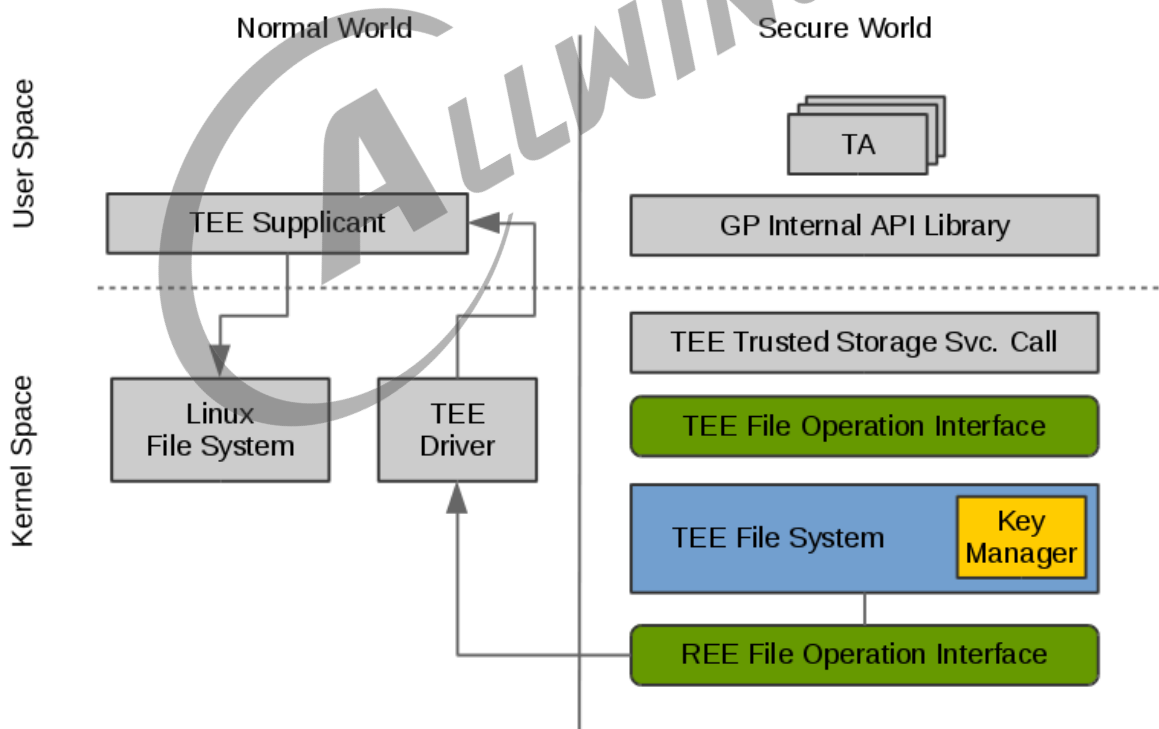 Normal World
Secure World
User Space
TA
TEE Supplicant
GP Internal API Library
Kernel Space
TEE Trusted Storage Svc. Call
Linux
File System
TEE
Driver
TEE File Operation Interface
TEE File System
Key
Manager
REE File Operation Interface